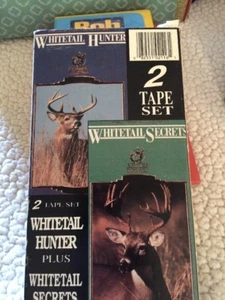 Bob
WHITETAIL HUNTER
2
TAPE
SET
WHITETAIL SECRETS
2 TAPE SET
WHITETAIL
HUNTER
PLUS
WHITETAIL
SECRETS